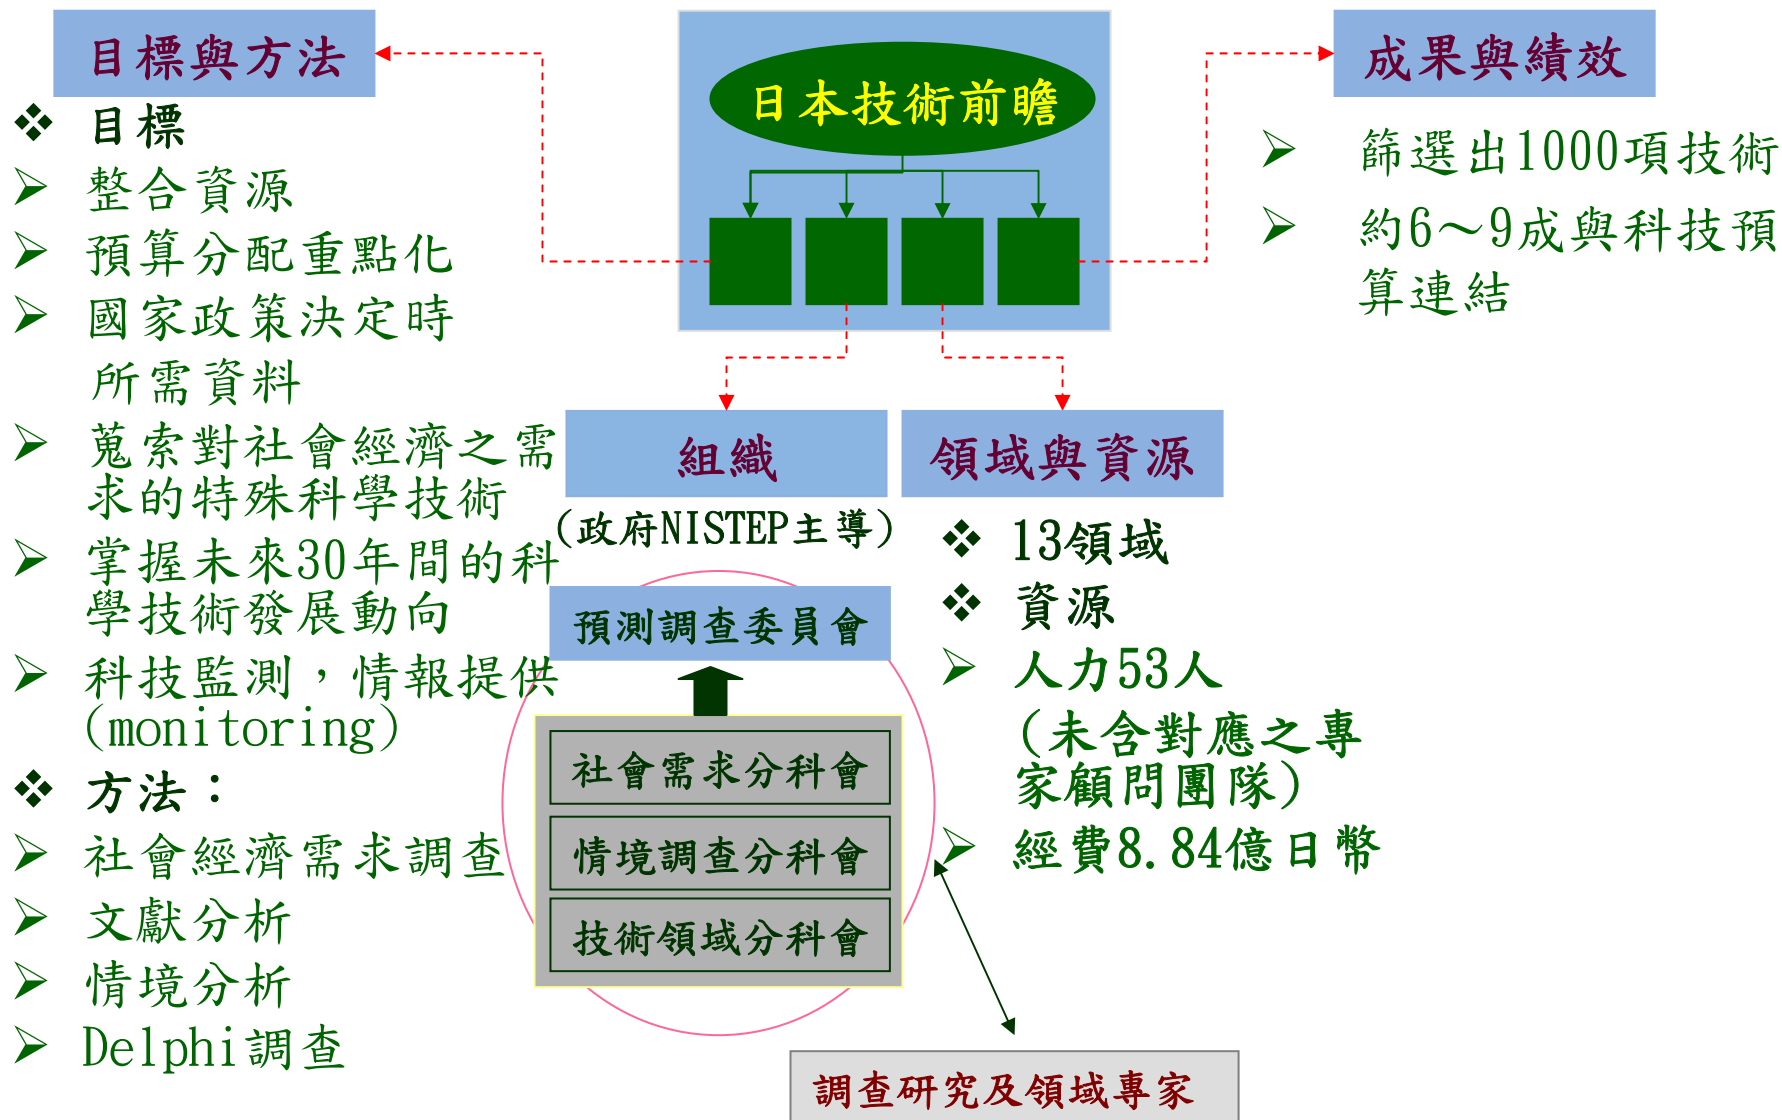 目標與方法
目標
整合資源
預算分配重點化
國家政策決定時
所需資料
蒐索對社會經濟之需
求的特殊科學技術
掌握未來30年間的科
學技術發展動向
科技監測，情報提供
(monitoring)
方法：
社會經濟需求調查
文獻分析
情境分析
Delphi調查
日本技術前瞻
組織
(政府NISTEP主導)
預測調查委員會
社會需求分科會
情境調查分科會
技術領域分科會
調查研究及領域專家
領域與資源
13領域
資源
人力53人
(未含對應之專
家顧問團隊)
經費8.84億日幣
成果與績效
篩選出1000項技術
約6～9成與科技預
算連結